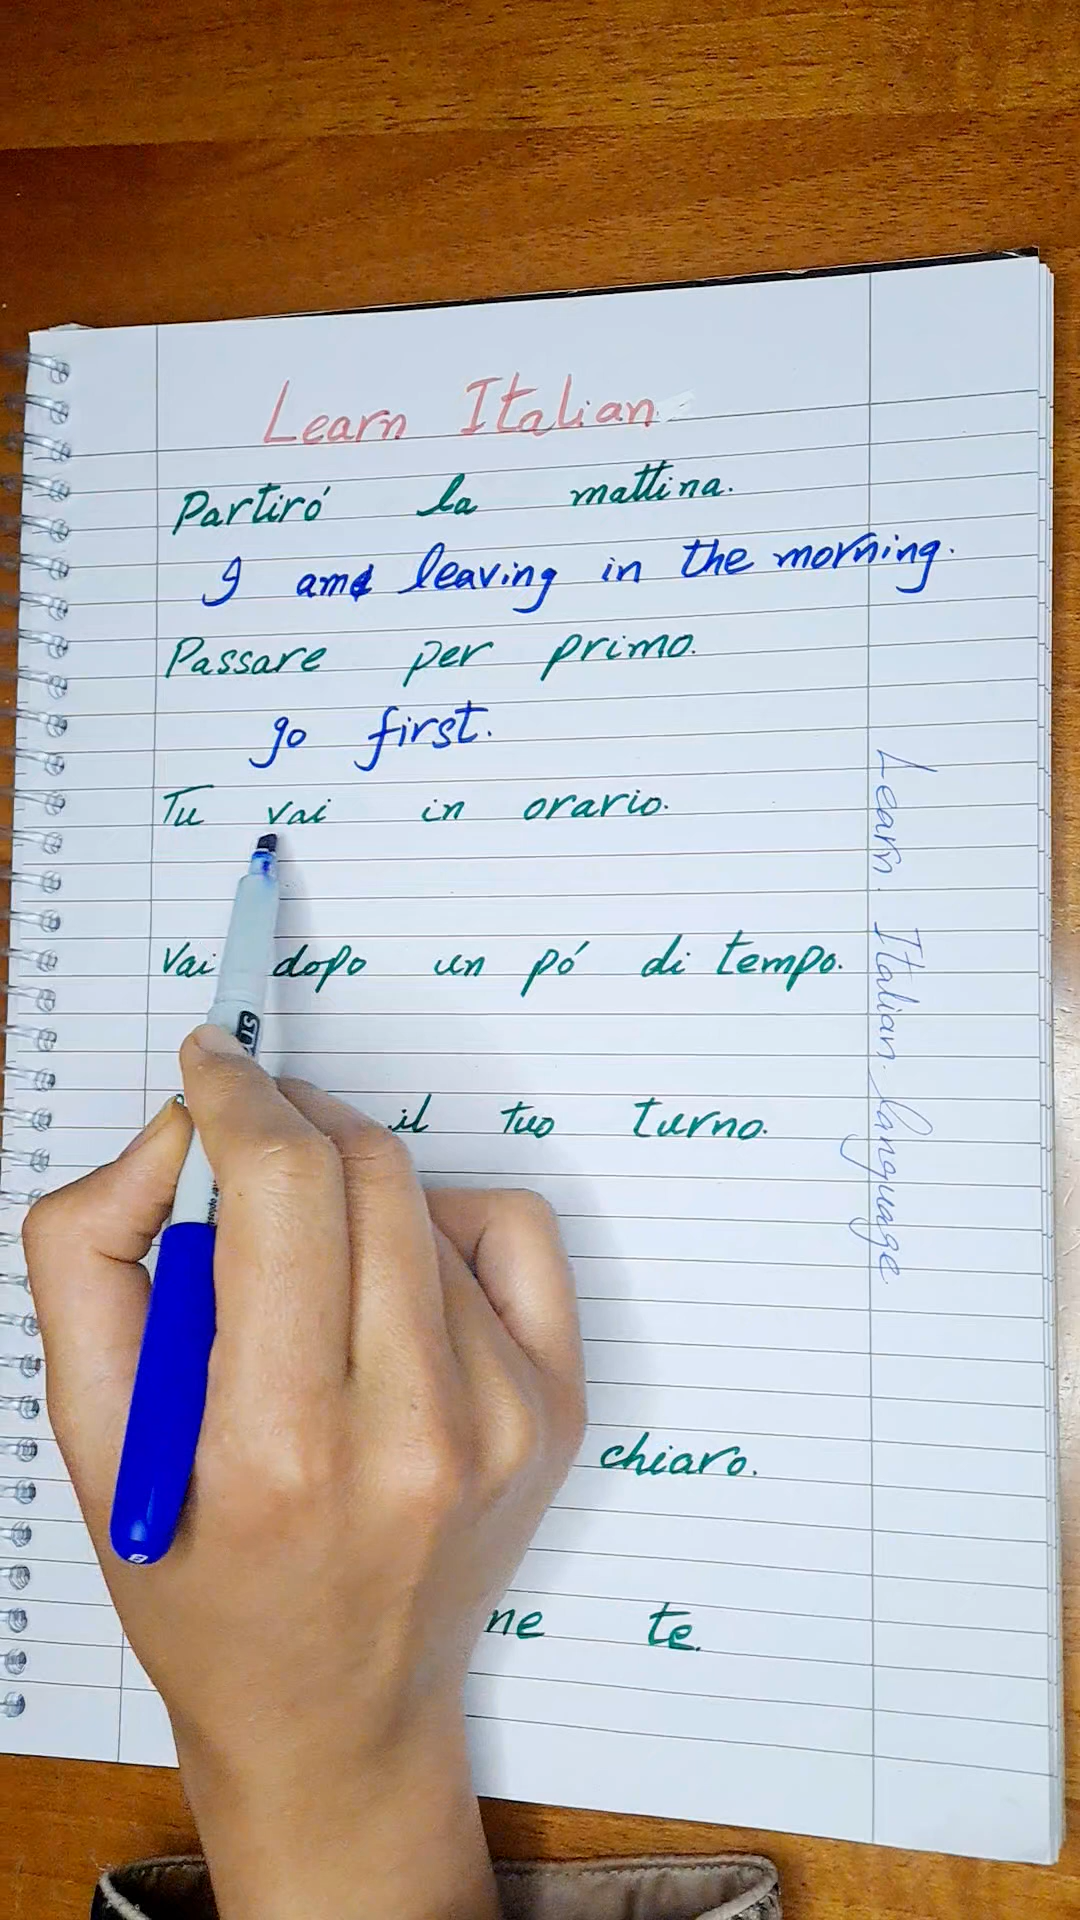 Learn Italian
Partiró la mattina.
I am leaving in the morning.
Passare per primo.
go first.
Tu vai in orario.
Vai dopo un pó di tempo.
il tuo turno.
chiaro.
ne te.
Learn. Italian. language